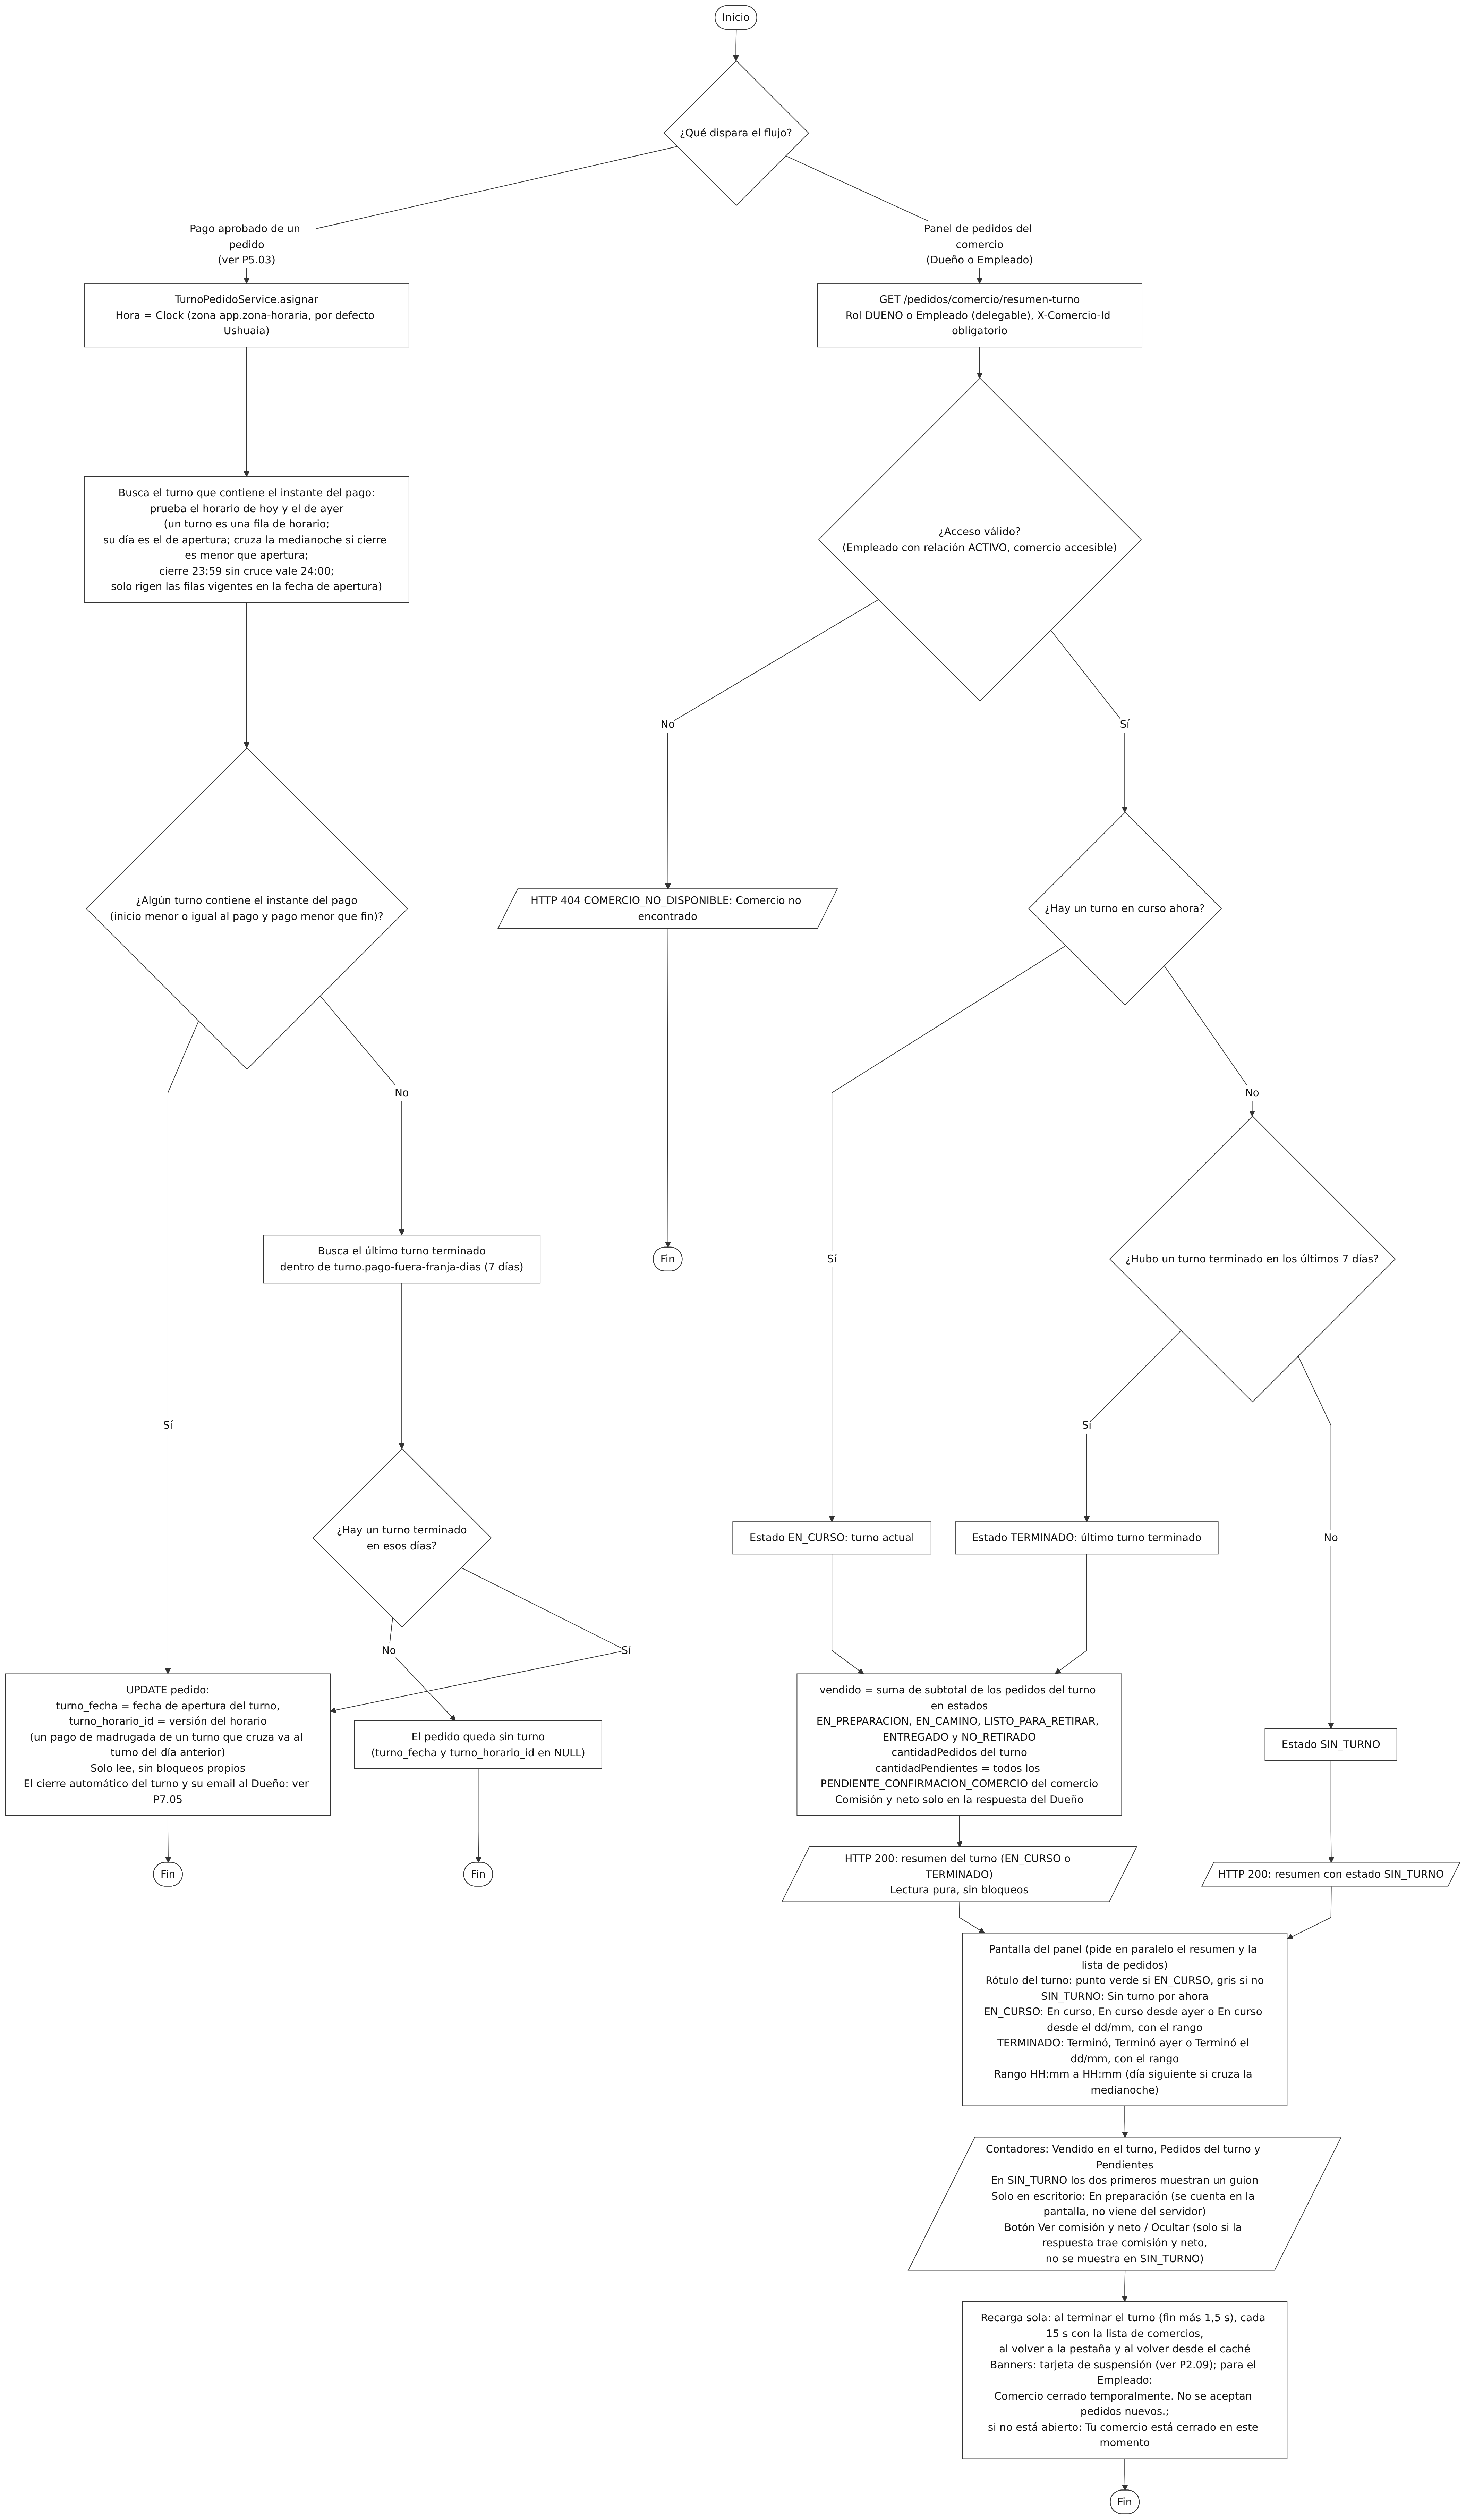 Inicio
¿Qué dispara el flujo?
Pago aprobado de un
pedido
(ver P5.03)
Panel de pedidos del
comercio
(Dueño o Empleado)
TurnoPedidoService.asignar
Hora = Clock (zona app.zona-horaria, por defecto
Ushuaia)
GET /pedidos/comercio/resumen-turno
Rol DUENO o Empleado (delegable), X-Comercio-Id
obligatorio
Busca el turno que contiene el instante del pago:
prueba el horario de hoy y el de ayer
(un turno es una fila de horario;
su día es el de apertura; cruza la medianoche si cierre
es menor que apertura;
cierre 23:59 sin cruce vale 24:00;
solo rigen las filas vigentes en la fecha de apertura)
¿Acceso válido?
(Empleado con relación ACTIVO, comercio accesible)
No
Sí
¿Algún turno contiene el instante del pago
(inicio menor o igual al pago y pago menor que fin)?
HTTP 404 COMERCIO_NO_DISPONIBLE: Comercio no
encontrado
¿Hay un turno en curso ahora?
No
No
Busca el último turno terminado
dentro de turno.pago-fuera-franja-dias (7 días)
Fin
Sí
¿Hubo un turno terminado en los últimos 7 días?
Sí
Sí
¿Hay un turno terminado
en esos días?
Estado EN_CURSO: turno actual
Estado TERMINADO: último turno terminado
No
No
Sí
UPDATE pedido:
turno_fecha = fecha de apertura del turno,
turno_horario_id = versión del horario
(un pago de madrugada de un turno que cruza va al
turno del día anterior)
Solo lee, sin bloqueos propios
El cierre automático del turno y su email al Dueño: ver
P7.05
El pedido queda sin turno
(turno_fecha y turno_horario_id en NULL)
vendido = suma de subtotal de los pedidos del turno
en estados
EN_PREPARACION, EN_CAMINO, LISTO_PARA_RETIRAR,
ENTREGADO y NO_RETIRADO
cantidadPedidos del turno
cantidadPendientes = todos los
PENDIENTE_CONFIRMACION_COMERCIO del comercio
Comisión y neto solo en la respuesta del Dueño
Estado SIN_TURNO
Fin
Fin
HTTP 200: resumen del turno (EN_CURSO o
TERMINADO)
Lectura pura, sin bloqueos
HTTP 200: resumen con estado SIN_TURNO
Pantalla del panel (pide en paralelo el resumen y la
lista de pedidos)
Rótulo del turno: punto verde si EN_CURSO, gris si no
SIN_TURNO: Sin turno por ahora
EN_CURSO: En curso, En curso desde ayer o En curso
desde el dd/mm, con el rango
TERMINADO: Terminó, Terminó ayer o Terminó el
dd/mm, con el rango
Rango HH:mm a HH:mm (día siguiente si cruza la
medianoche)
Contadores: Vendido en el turno, Pedidos del turno y
Pendientes
En SIN_TURNO los dos primeros muestran un guion
Solo en escritorio: En preparación (se cuenta en la
pantalla, no viene del servidor)
Botón Ver comisión y neto / Ocultar (solo si la
respuesta trae comisión y neto,
no se muestra en SIN_TURNO)
Recarga sola: al terminar el turno (fin más 1,5 s), cada
15 s con la lista de comercios,
al volver a la pestaña y al volver desde el caché
Banners: tarjeta de suspensión (ver P2.09); para el
Empleado:
Comercio cerrado temporalmente. No se aceptan
pedidos nuevos.;
si no está abierto: Tu comercio está cerrado en este
momento
Fin